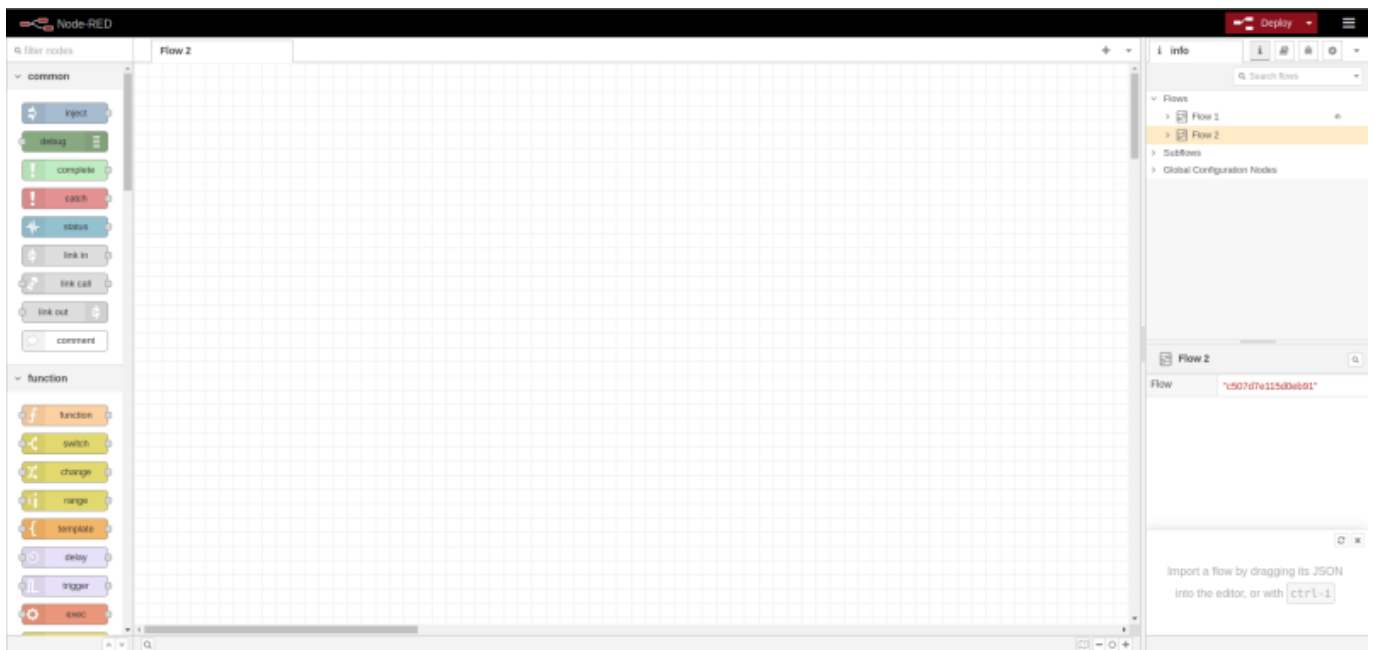 Node-RED
Deploy
filter nodes
Flow 2
info
common
Search flows
inject
debug
complete
catch
status
link in
link call
link out
comment
Flows
Flow 1
Flow 2
Subflows
Global Configuration Nodes
function
function
switch
change
range
template
delay
trigger
exec
Flow 2
Flow "c507d7e115d0eb91"
Import a flow by dragging its JSON
into the editor, or with ctrl-i